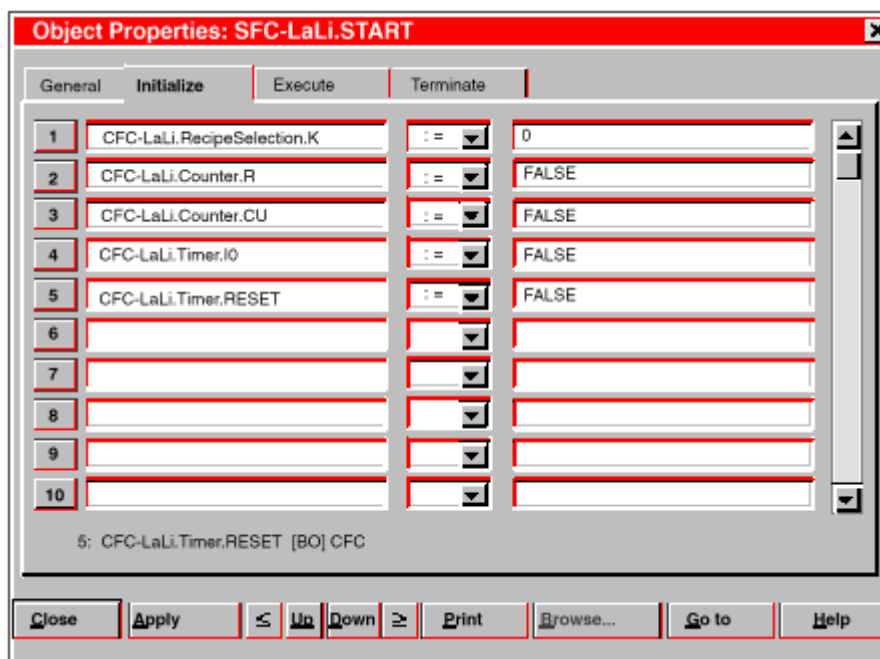 Object Properties: SFC-LaLi.START
General Initialize Execute Terminate
1 CFC-LaLi.RecipeSelection.K := 0
2 CFC-LaLi.Counter.R := FALSE
3 CFC-LaLi.Counter.CU := FALSE
4 CFC-LaLi.Timer.I0 := FALSE
5 CFC-LaLi.Timer.RESET := FALSE
6
7
8
9
10
5: CFC-LaLi.Timer.RESET [BO] CFC
Close Apply ≤ Up Down ≥ Print Browse... Go to Help